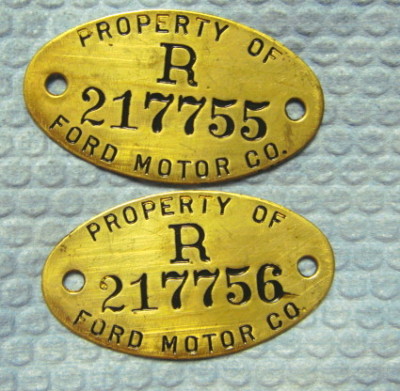 PROPERTY OF
R
217755
FORD MOTOR CO.
PROPERTY OF
R
217756
FORD MOTOR CO.